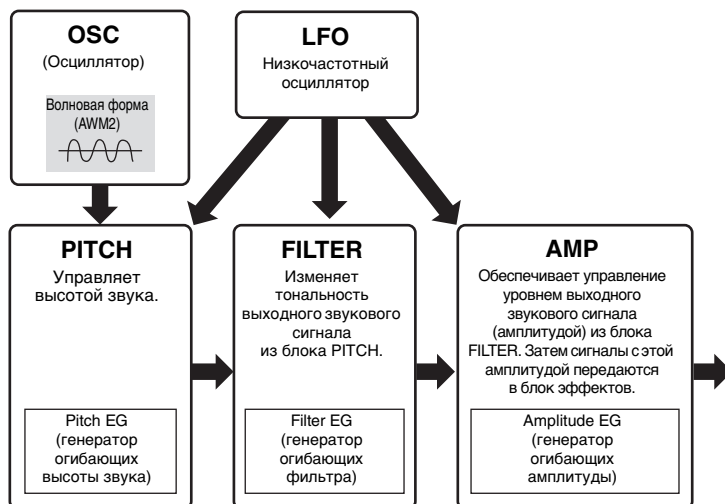 OSC
(Осциллятор)
Волновая форма
(AWM2)
LFO
Низкочастотный
осциллятор
PITCH
Управляет
высотой звука.
Pitch EG
(генератор
огибающих
высоты звука)
FILTER
Изменяет
тональность
выходного звукового
сигнала
из блока PITCH.
Filter EG
(генератор
огибающих
фильтра)
AMP
Обеспечивает управление
уровнем выходного
звукового сигнала
(амплитудой) из блока
FILTER. Затем сигналы с этой
амплитудой передаются
в блок эффектов.
Amplitude EG
(генератор
огибающих
амплитуды)